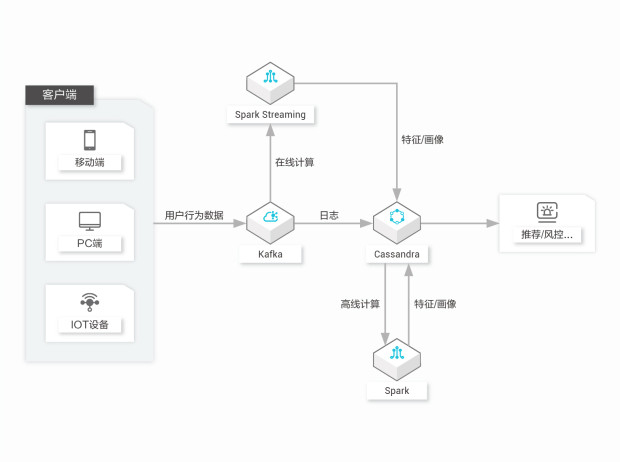 客户端
移动端
PC端
IOT设备
用户行为数据
Spark Streaming
在线计算
特征/画像
Kafka
日志
Cassandra
推荐/风控...
高线计算
特征/画像
Spark